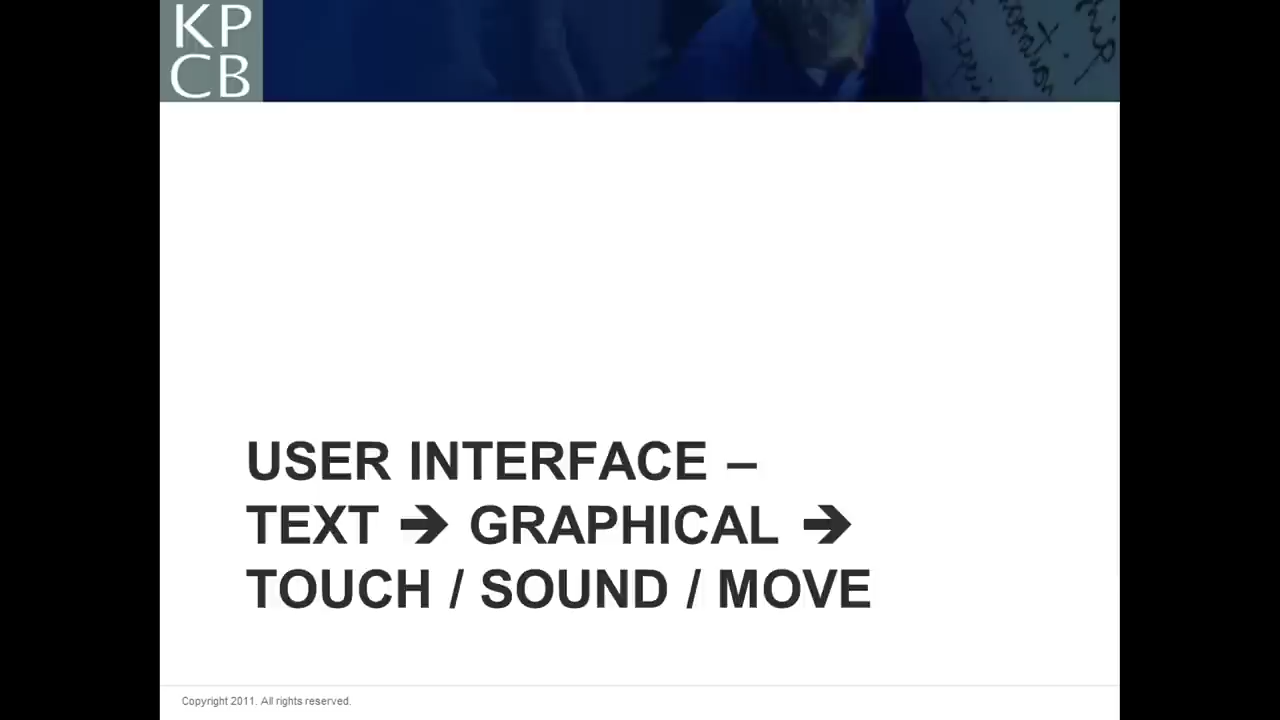 KP
CB
USER INTERFACE –
TEXT ➔ GRAPHICAL ➔
TOUCH / SOUND / MOVE
Copyright 2011. All rights reserved.